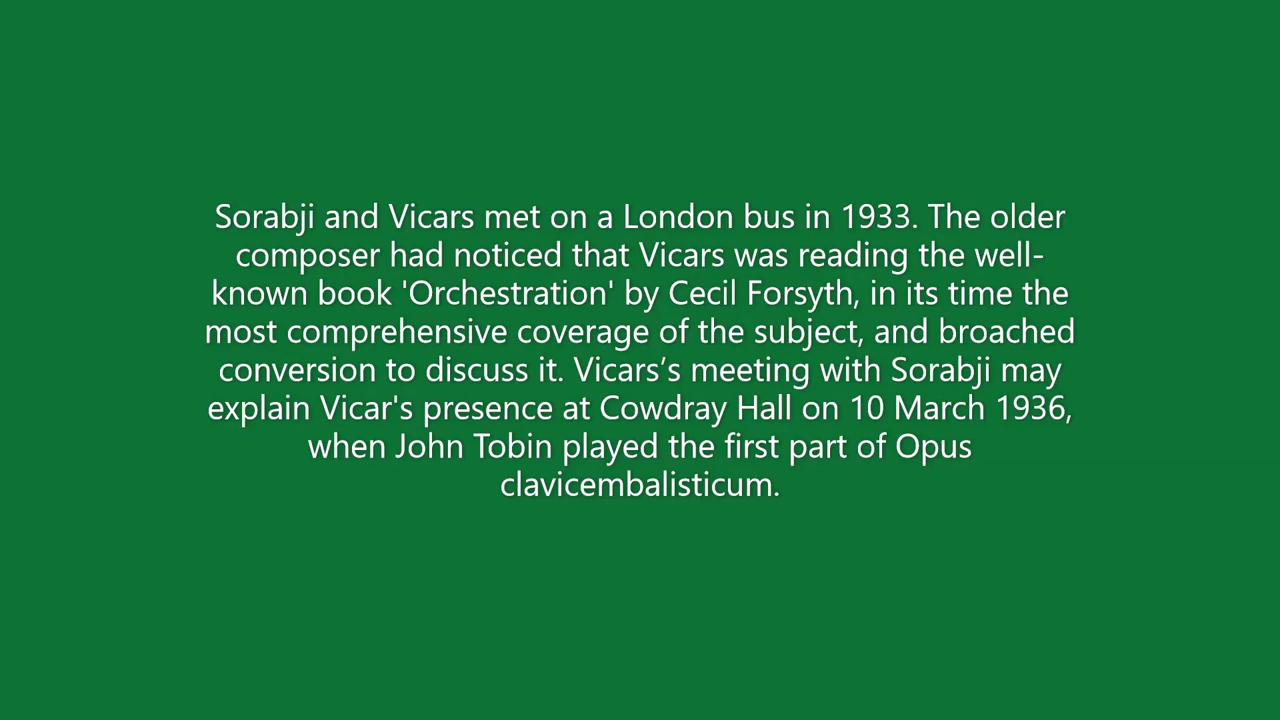 Sorabji and Vicars met on a London bus in 1933. The older
composer had noticed that Vicars was reading the well-
known book 'Orchestration' by Cecil Forsyth, in its time the
most comprehensive coverage of the subject, and broached
conversion to discuss it. Vicars’s meeting with Sorabji may
explain Vicar's presence at Cowdray Hall on 10 March 1936,
when John Tobin played the first part of Opus
clavicembalisticum.